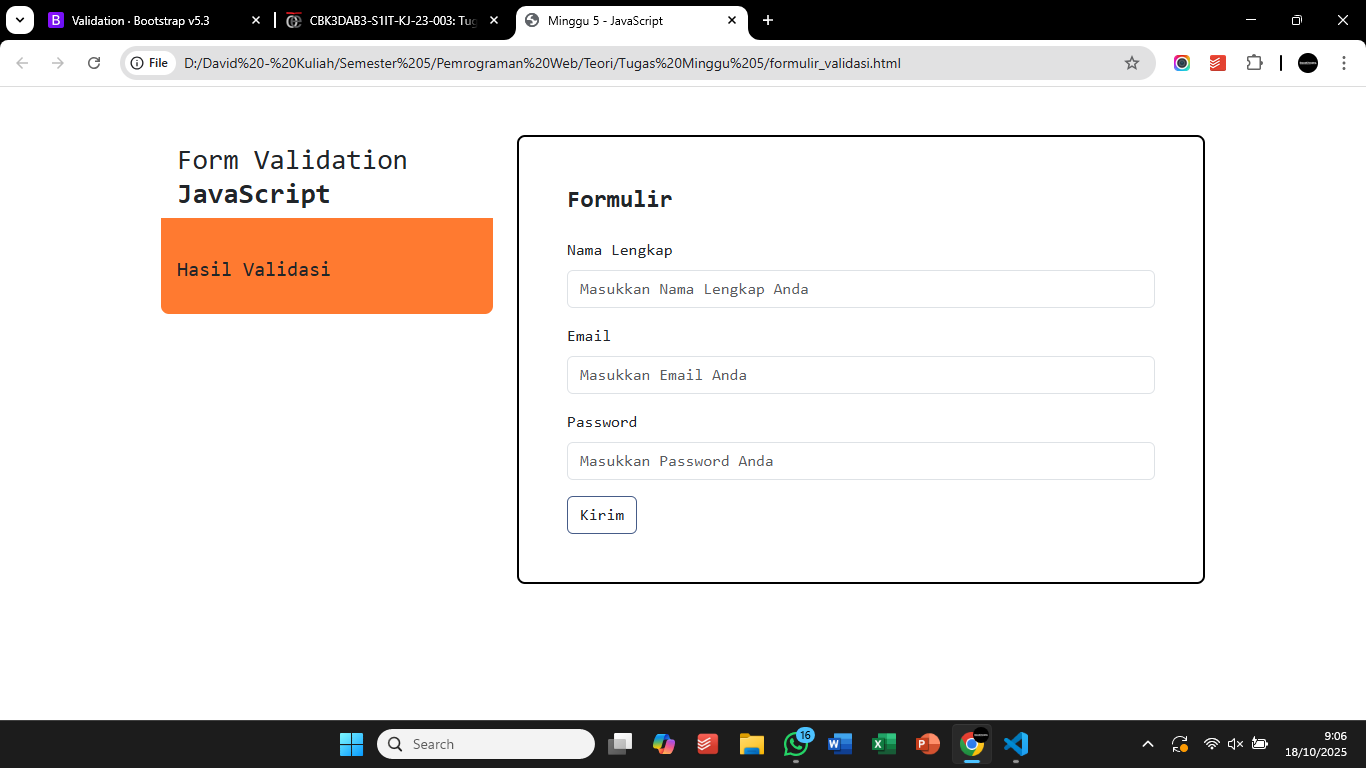 Validation · Bootstrap v5.3
CBK3DAB3-S1IT-KJ-23-003: Tug
Minggu 5 - JavaScript
File
D:/David%20-%20Kuliah/Semester%205/Pemrograman%20Web/Teori/Tugas%20Minggu%205/formulir_validasi.html
Form Validation
JavaScript
Hasil Validasi
Formulir
Nama Lengkap
Masukkan Nama Lengkap Anda
Email
Masukkan Email Anda
Password
Masukkan Password Anda
Kirim
Search
16
9:06
18/10/2025